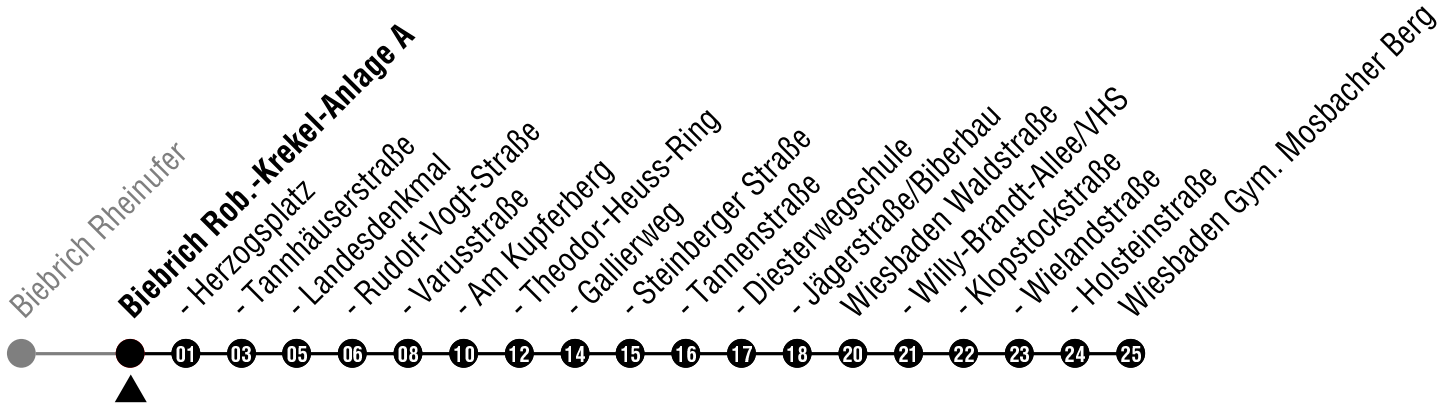 Biebrich Rheinufer
Biebrich Rob.-Krekel-Anlage A
- Herzogsplatz
- Tannhäuserstraße
- Landesdenkmal
- Rudolf-Vogt-Straße
- Varusstraße
- Am Kupferberg
- Theodor-Heuss-Ring
- Gallierweg
- Steinberger Straße
- Tannenstraße
- Diesterwegschule
- Jägerstraße/Biberbau
Wiesbaden Waldstraße
- Willy-Brandt-Allee/VHS
- Klopstockstraße
- Wielandstraße
- Holsteinstraße
Wiesbaden Gym. Mosbacher Berg
01 03 05 06 08 10 12 14 15 16 17 18 20 21 22 23 24 25